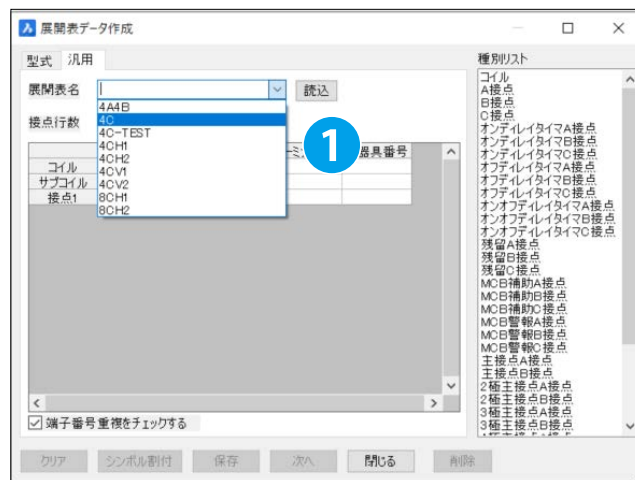 展開表データ作成
型式 汎用
展開表名 読込
4A4B
4C
4C-TEST
4CH1
4CH2
4CV1
4CV2
8CH1
8CH2
接点行数
1
器具番号
コイル
サブコイル
接点1
端子番号重複をチェックする
種別リスト
コイル
A接点
B接点
C接点
オンディレイタイマA接点
オンディレイタイマB接点
オンディレイタイマC接点
オフディレイタイマA接点
オフディレイタイマB接点
オフディレイタイマC接点
オンオフディレイタイマA接点
オンオフディレイタイマB接点
オンオフディレイタイマC接点
残留A接点
残留B接点
残留C接点
MCB補助A接点
MCB補助B接点
MCB補助C接点
MCB警報A接点
MCB警報B接点
MCB警報C接点
主接点A接点
主接点B接点
2極主接点A接点
2極主接点B接点
3極主接点A接点
3極主接点B接点
クリア シンボル割付 保存 次へ 閉じる 削除